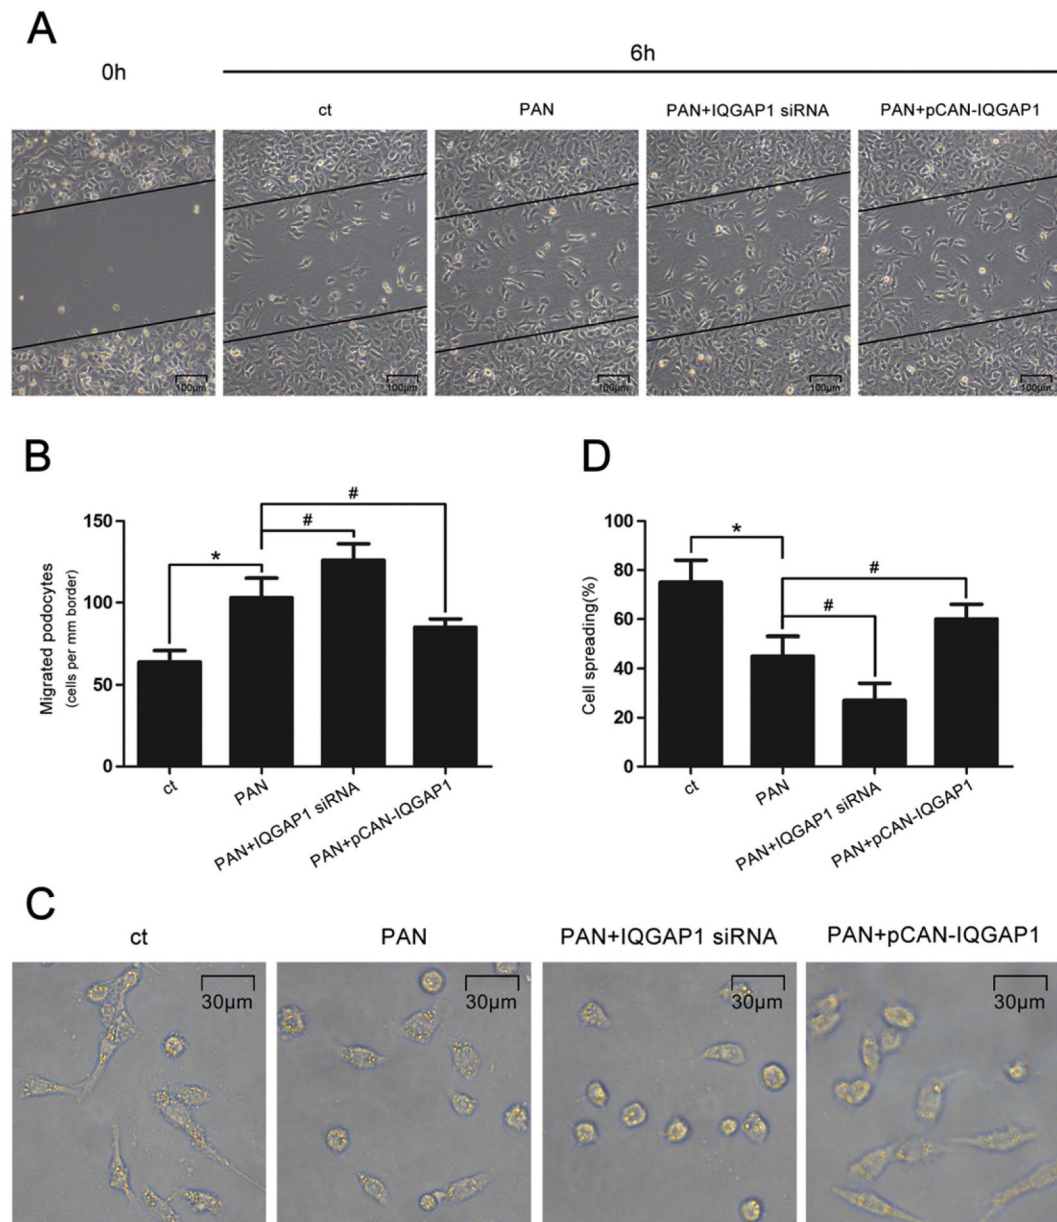 A
0h
6h
ct
PAN
PAN+IQGAP1 siRNA
PAN+pCAN-IQGAP1
100μm
100μm
100μm
100μm
100μm
B
Migrated podocytes
(cells per mm border)
150
100
50
0
*
#
#
ct
PAN
PAN+IQGAP1 siRNA
PAN+pCAN-IQGAP1
D
Cell spreading(%)
100
80
60
40
20
0
*
#
#
ct
PAN
PAN+IQGAP1 siRNA
PAN+pCAN-IQGAP1
C
ct
PAN
PAN+IQGAP1 siRNA
PAN+pCAN-IQGAP1
30μm
30μm
30μm
30μm